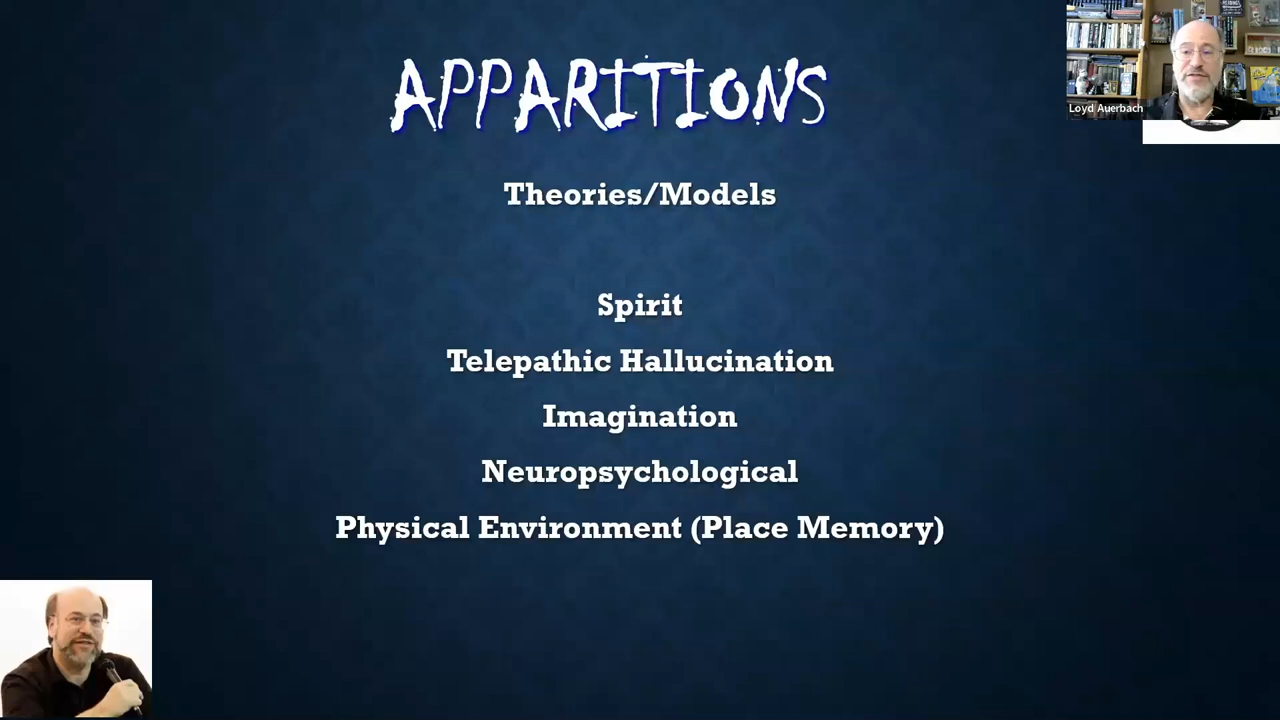 APPARITIONS
Loyd Auerbach
Theories/Models
Spirit
Telepathic Hallucination
Imagination
Neuropsychological
Physical Environment (Place Memory)